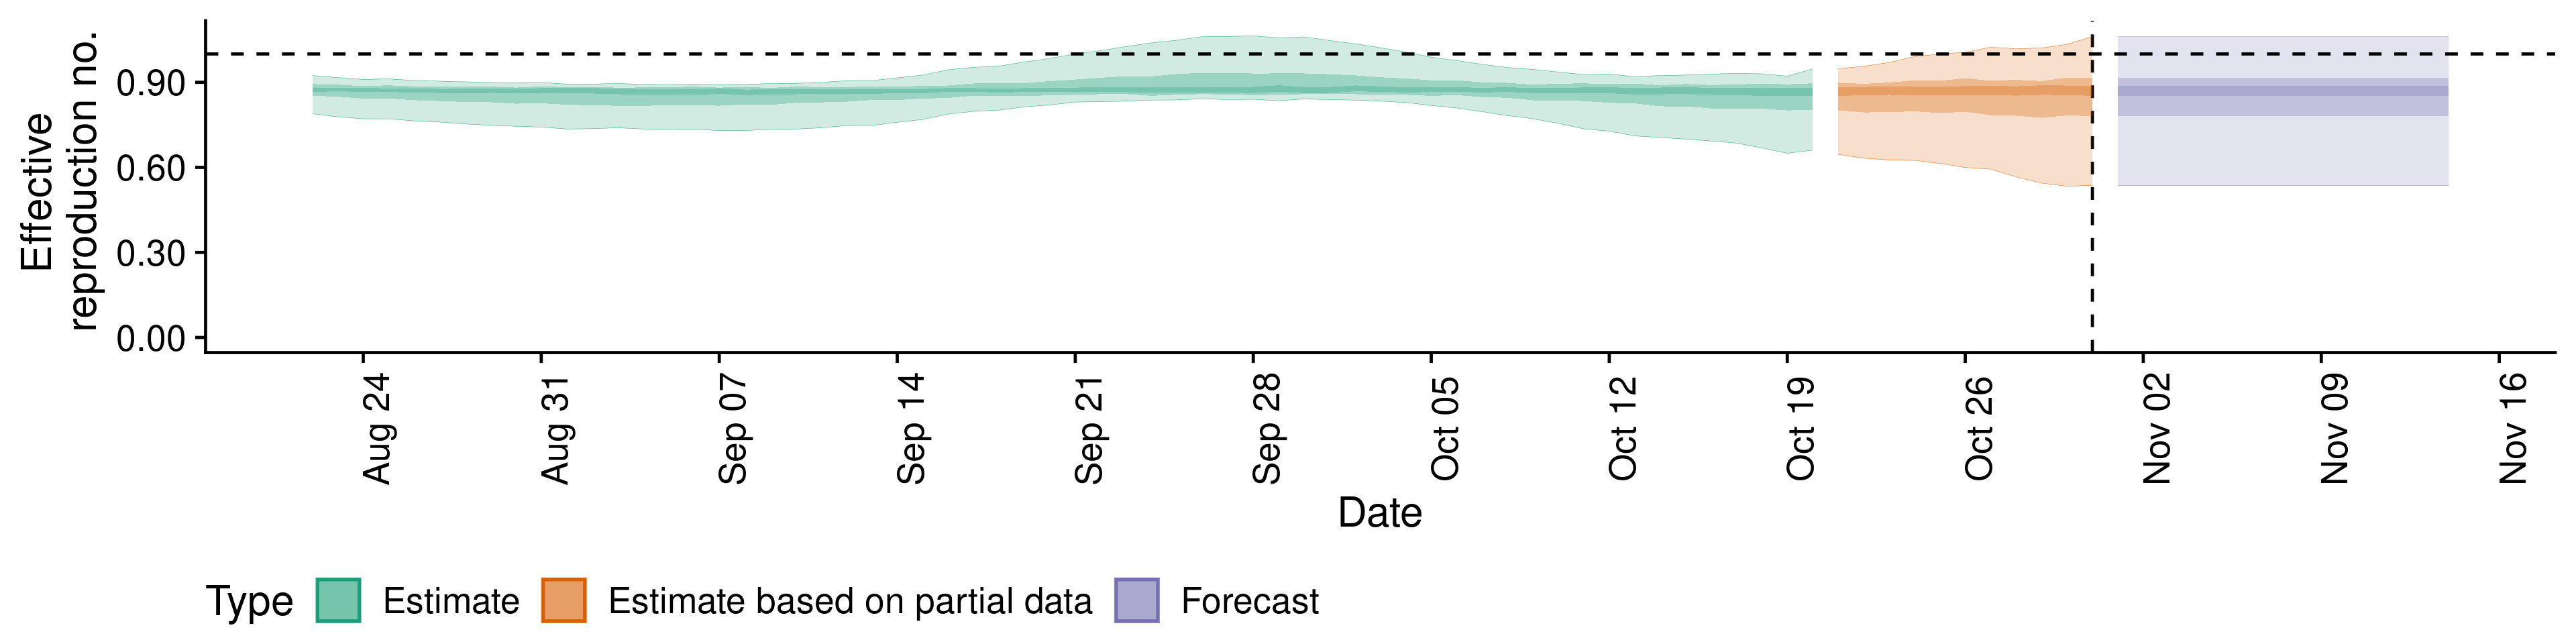 Effective
reproduction no.
0.90
0.60
0.30
0.00
Aug 24
Aug 31
Sep 07
Sep 14
Sep 21
Sep 28
Oct 05
Oct 12
Oct 19
Oct 26
Nov 02
Nov 09
Nov 16
Date
Type Estimate Estimate based on partial data Forecast